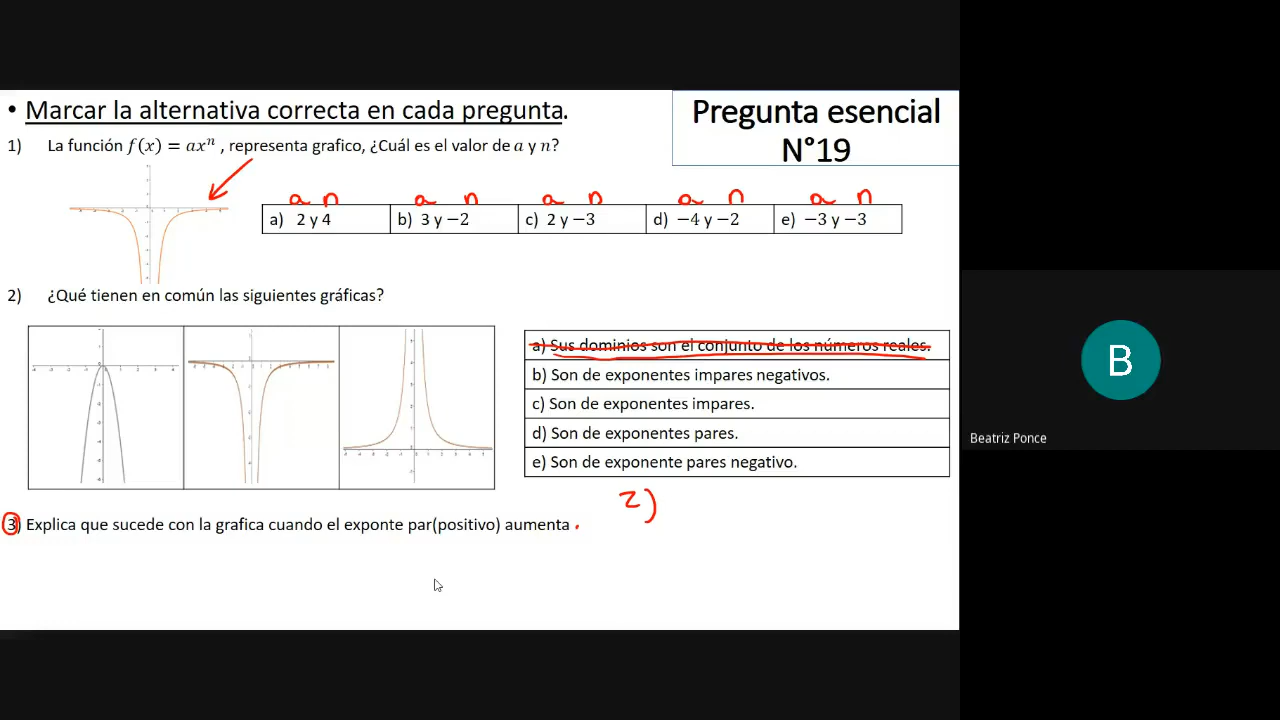 • Marcar la alternativa correcta en cada pregunta.
Pregunta esencial
N°19
1) La función f(x) = axⁿ , representa grafico, ¿Cuál es el valor de a y n?
a n a n a n a n a n
a) 2 y 4 b) 3 y −2 c) 2 y −3 d) −4 y −2 e) −3 y −3
2) ¿Qué tienen en común las siguientes gráficas?
a) Sus dominios son el conjunto de los números reales.
b) Son de exponentes impares negativos.
c) Son de exponentes impares.
d) Son de exponentes pares.
e) Son de exponente pares negativo.
2)
3) Explica que sucede con la grafica cuando el exponte par(positivo) aumenta .
B
Beatriz Ponce